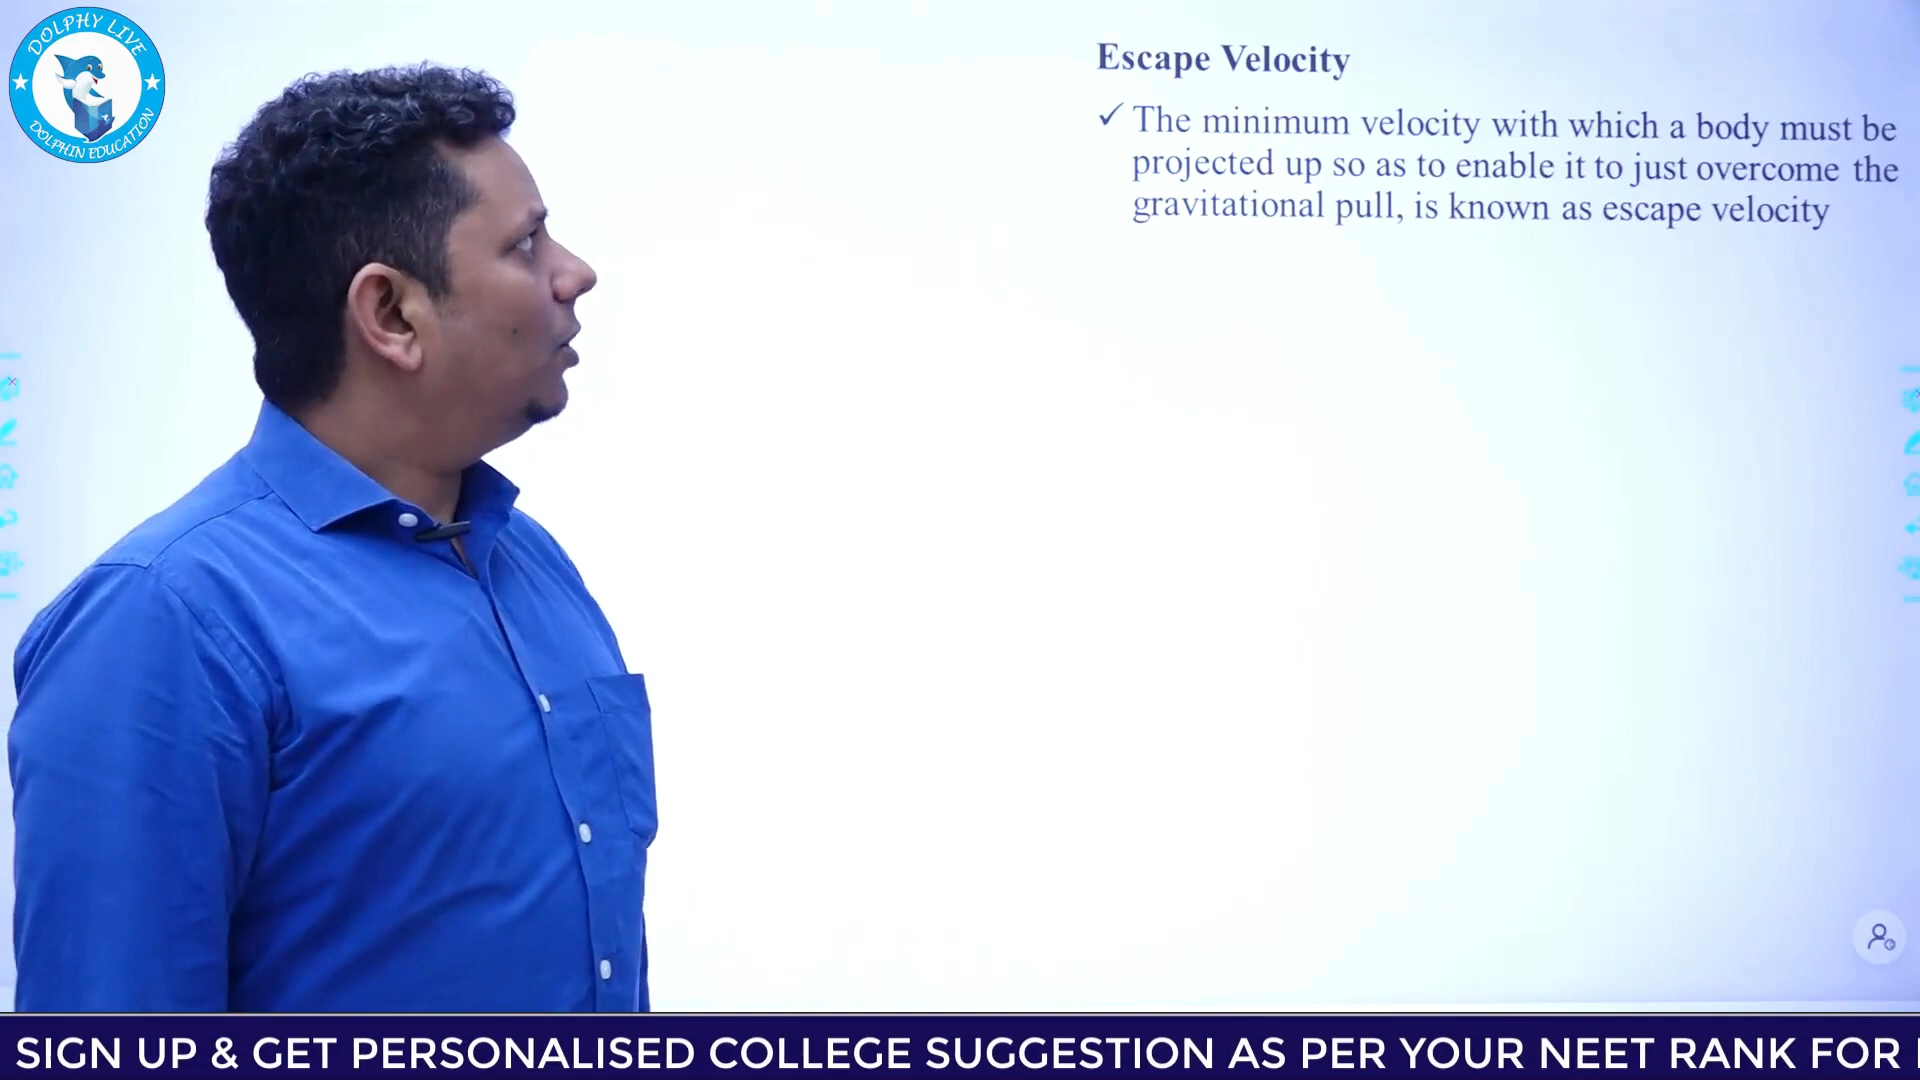 DOLPHY LIVE
DOLPHIN EDUCATION
Escape Velocity
✓ The minimum velocity with which a body must be
projected up so as to enable it to just overcome the
gravitational pull, is known as escape velocity
SIGN UP & GET PERSONALISED COLLEGE SUGGESTION AS PER YOUR NEET RANK FOR